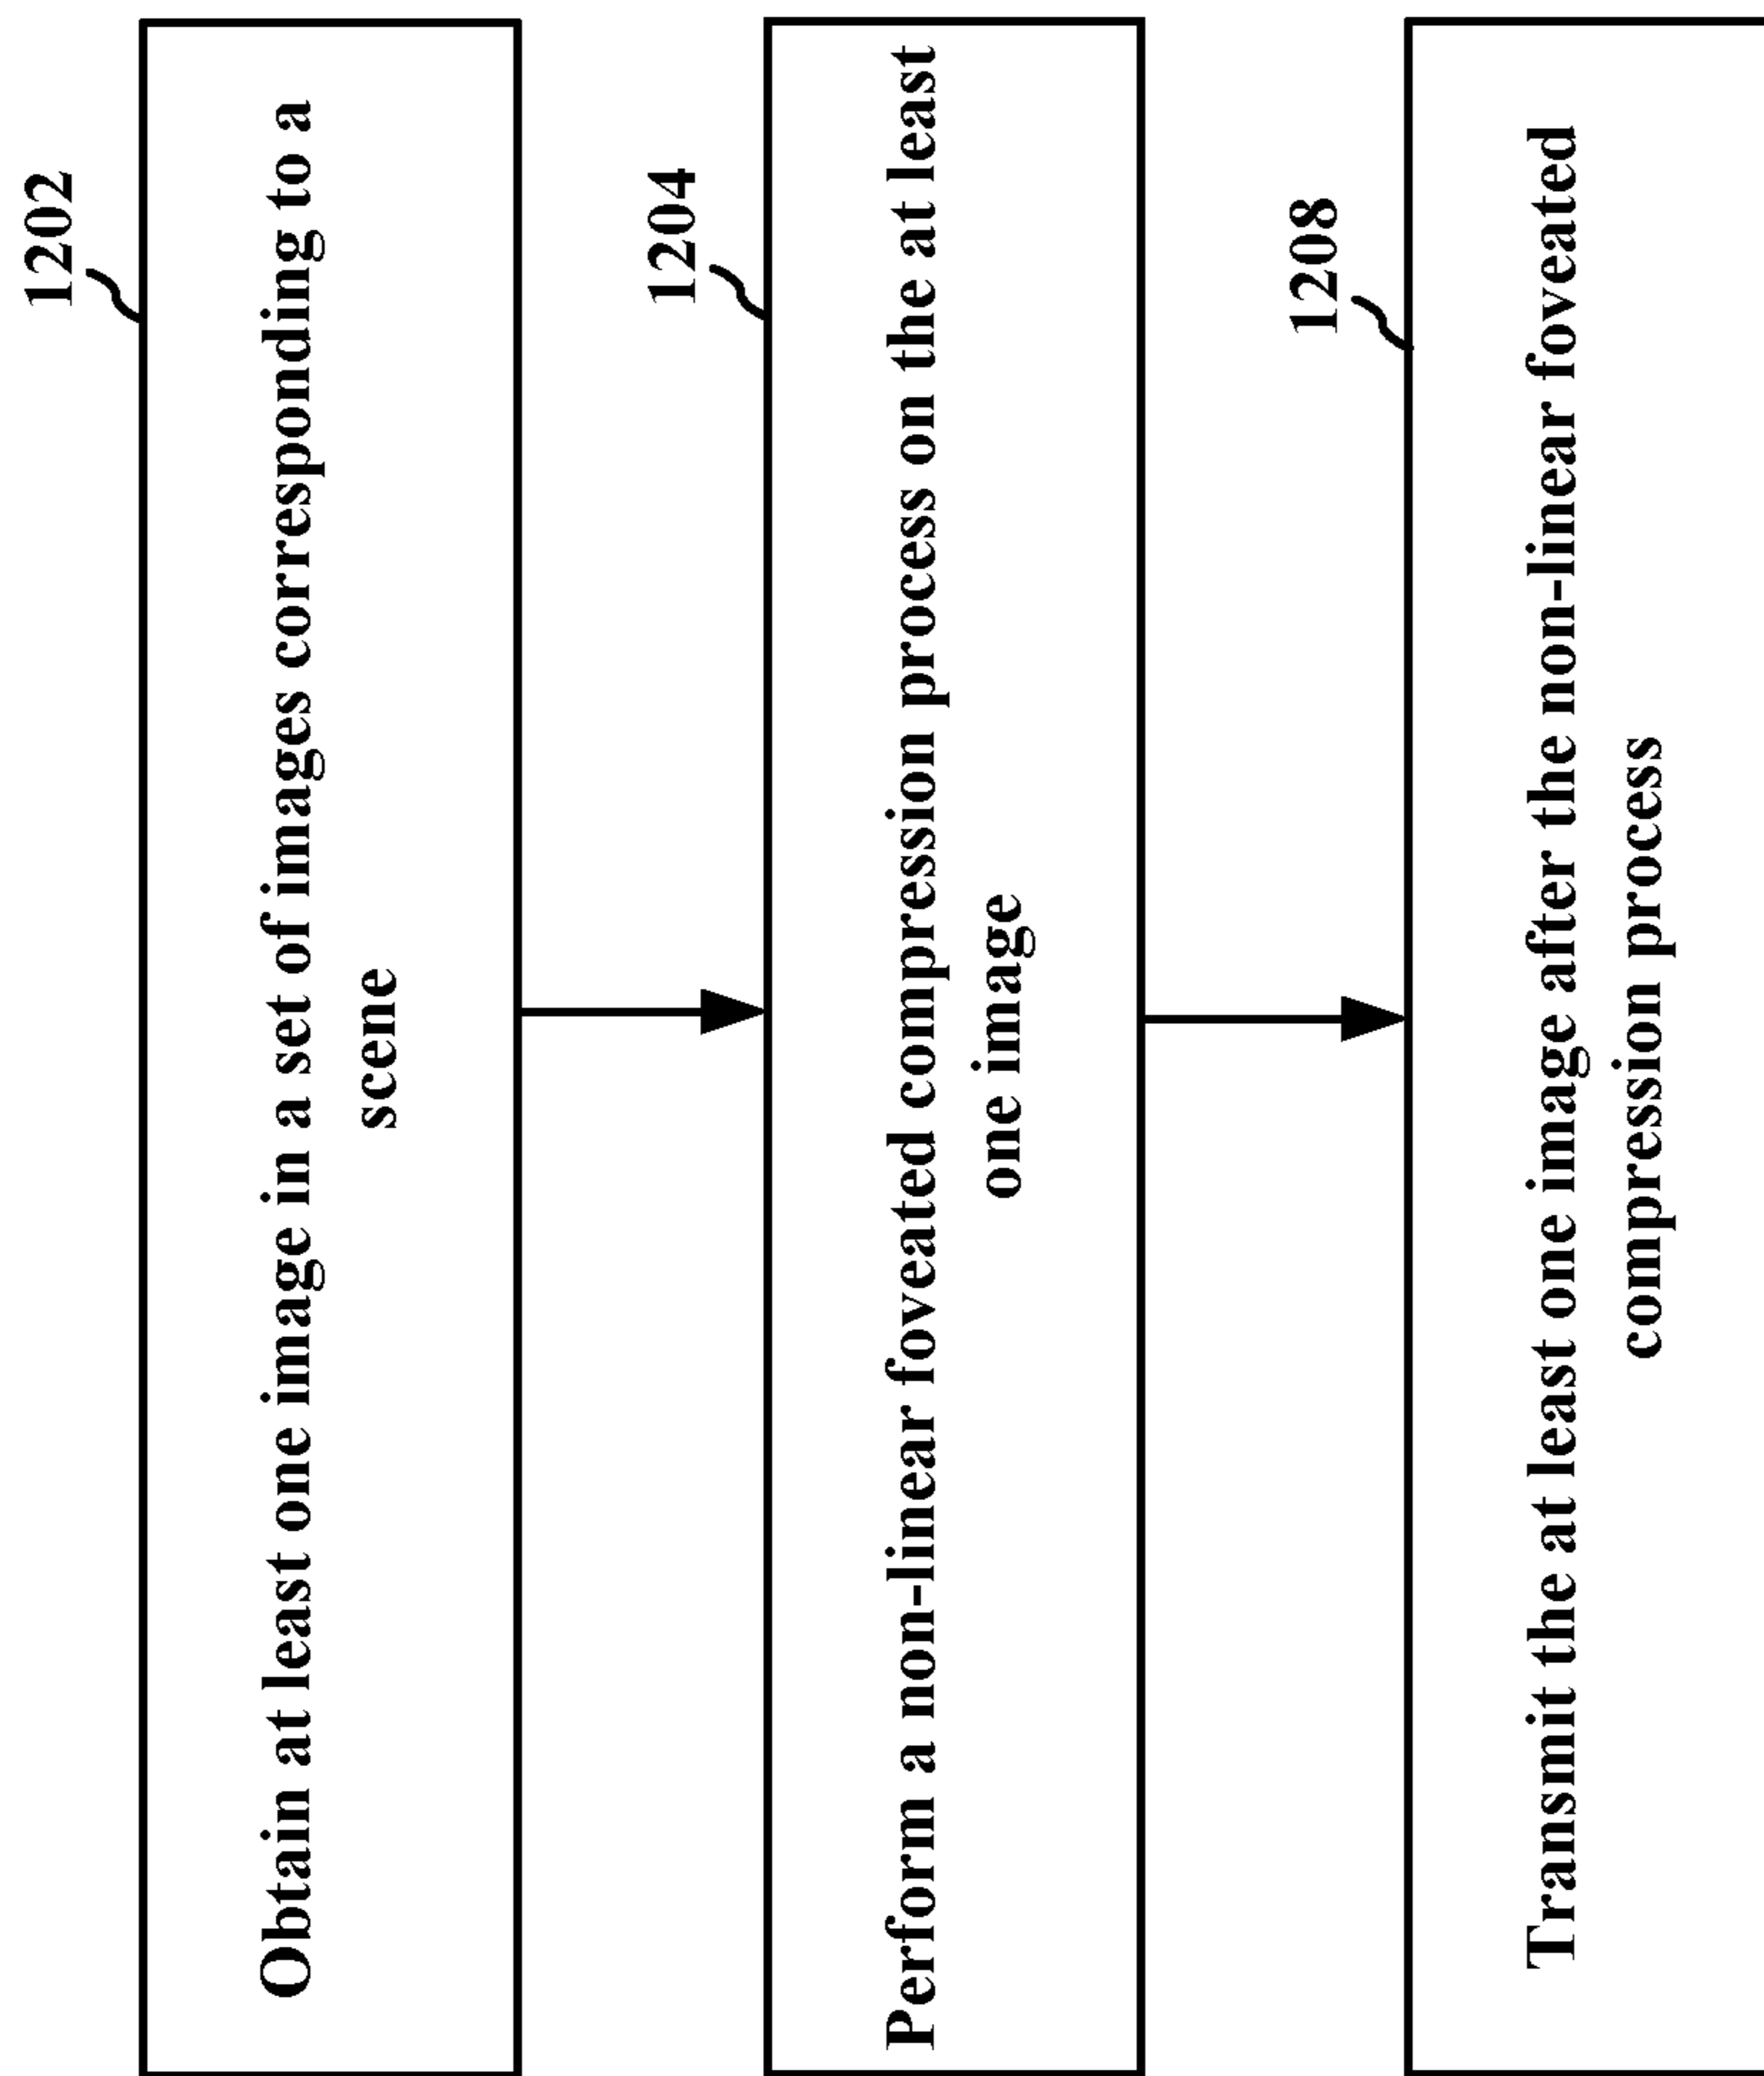 1202
Obtain at least one image in a set of images corresponding to a
scene
1204
Perform a non-linear foveated compression process on the at least
one image
1208
Transmit the at least one image after the non-linear foveated
compression process